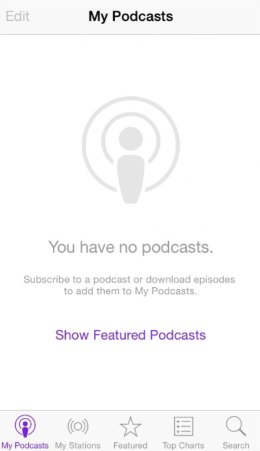 Edit My Podcasts
You have no podcasts.
Subscribe to a podcast or download episodes
to add them to My Podcasts.
Show Featured Podcasts
My Podcasts My Stations Featured Top Charts Search